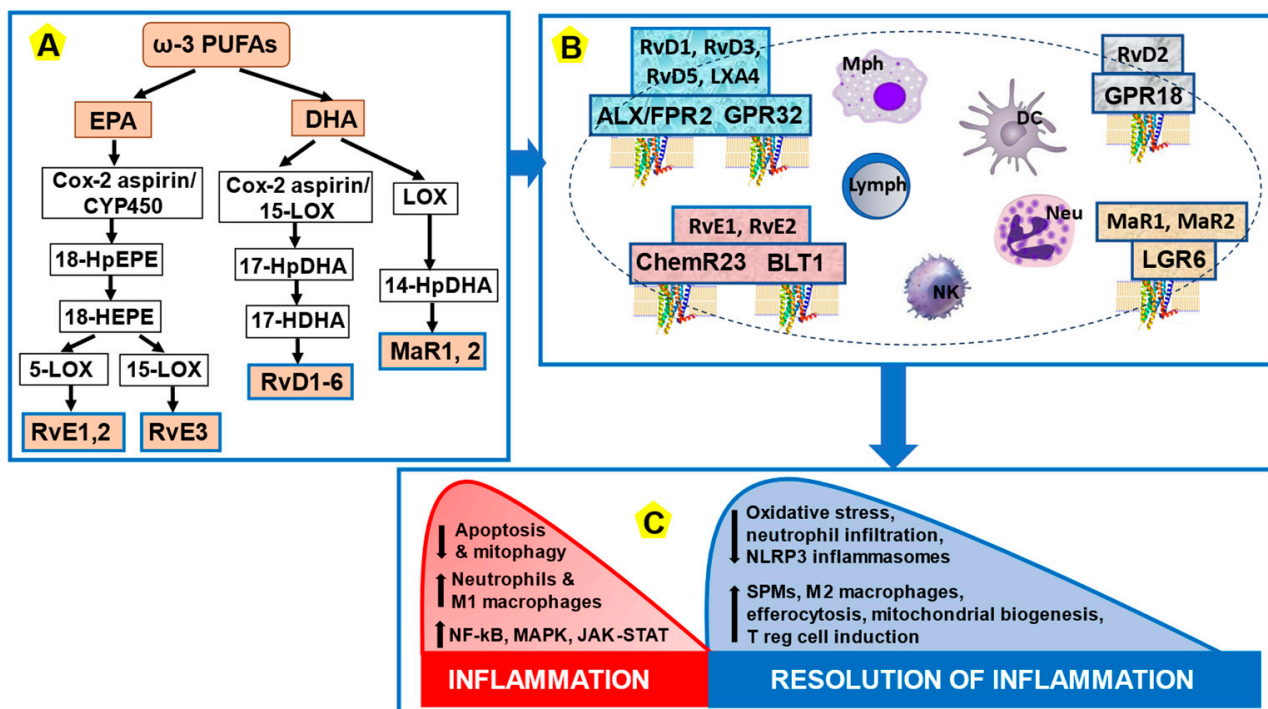 A
ω-3 PUFAs
EPA
DHA
Cox-2 aspirin/
CYP450
Cox-2 aspirin/
15-LOX
LOX
18-HpEPE
17-HpDHA
14-HpDHA
18-HEPE
17-HDHA
MaR1, 2
5-LOX
15-LOX
RvD1-6
RvE1,2
RvE3
B
RvD1, RvD3,
RvD5, LXA4
ALX/FPR2 GPR32
Mph
DC
RvD2
GPR18
Lymph
Neu
RvE1, RvE2
ChemR23 BLT1
NK
MaR1, MaR2
LGR6
C
Apoptosis
& mitophagy
Neutrophils &
M1 macrophages
NF-kB, MAPK, JAK-STAT
INFLAMMATION
Oxidative stress,
neutrophil infiltration,
NLRP3 inflammasomes
SPMs, M2 macrophages,
efferocytosis, mitochondrial biogenesis,
T reg cell induction
RESOLUTION OF INFLAMMATION